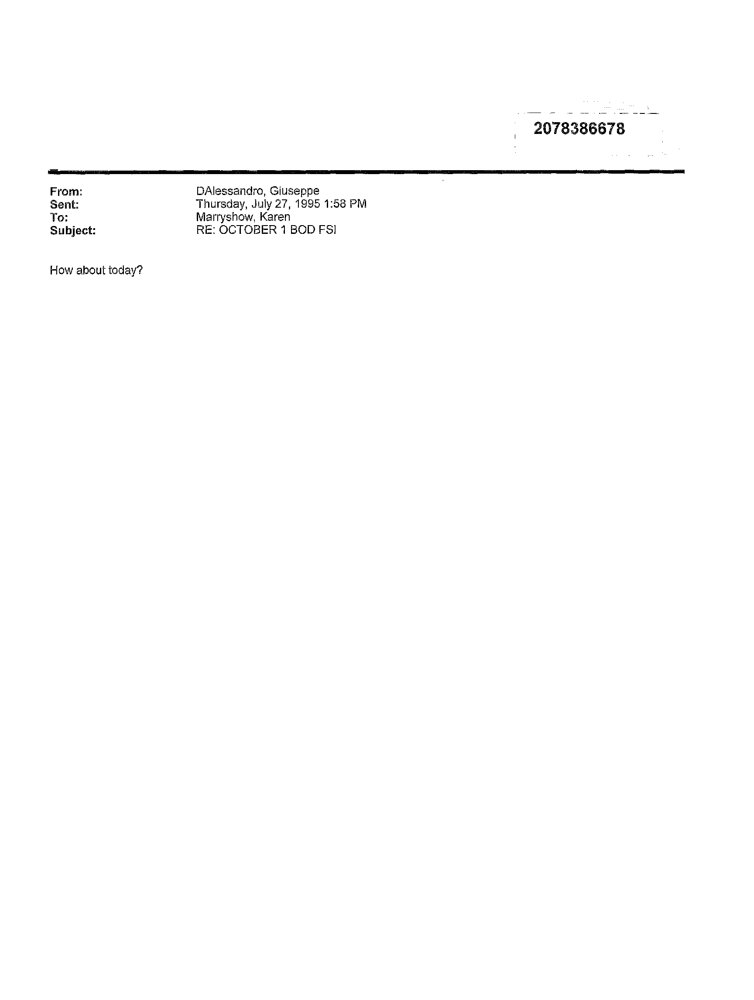 2078386678
From: DAlessandro, Giuseppe
Sent: Thursday, July 27, 1995 1:58 PM
To: Marryshow, Karen
Subject: RE: OCTOBER 1 BOD FSI
How about today?